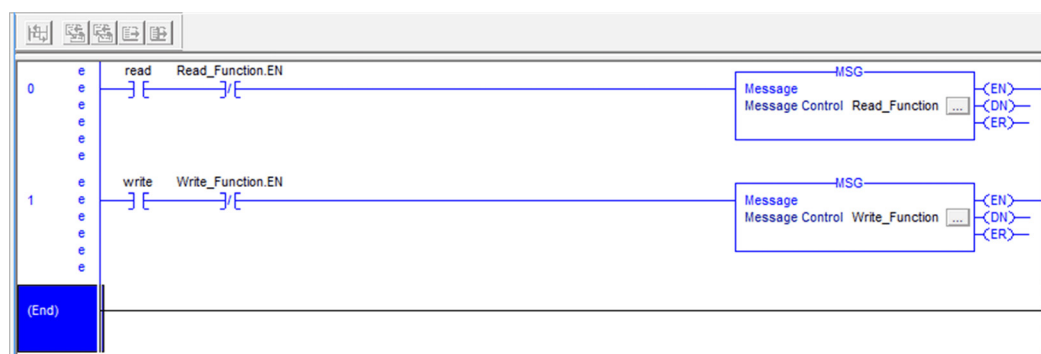 e read Read_Function.EN MSG
0 e Message (EN)
e Message Control Read_Function ... (DN)
e (ER)
e
e
e write Write_Function.EN MSG
1 e Message (EN)
e Message Control Write_Function ... (DN)
e (ER)
e
e
(End)